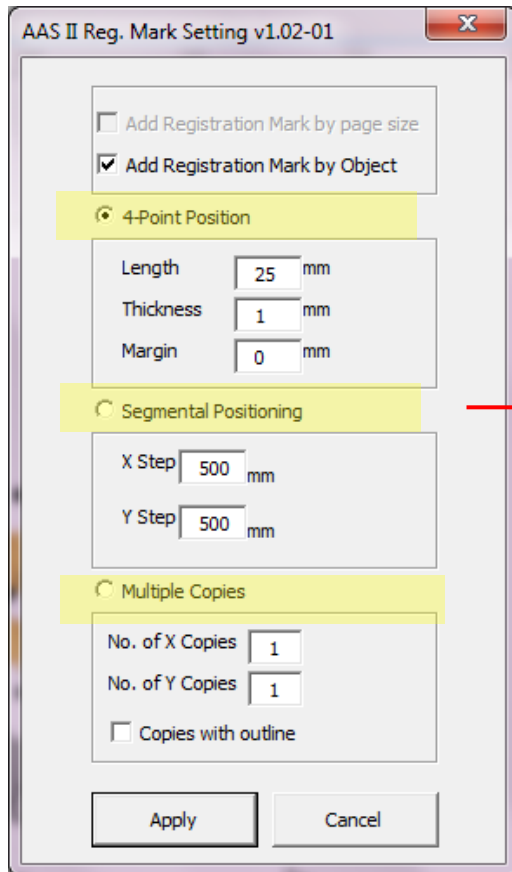 AAS II Reg. Mark Setting v1.02-01
Add Registration Mark by page size
Add Registration Mark by Object
4-Point Position
Length 25 mm
Thickness 1 mm
Margin 0 mm
Segmental Positioning
X Step 500 mm
Y Step 500 mm
Multiple Copies
No. of X Copies 1
No. of Y Copies 1
Copies with outline
Apply Cancel